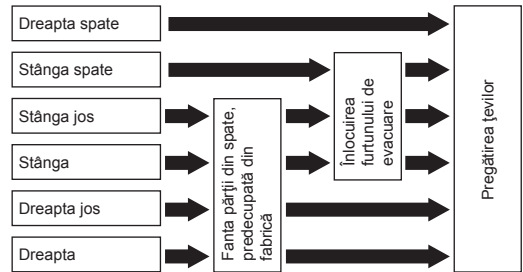 Dreapta spate
Stânga spate
Stânga jos
Stânga
Dreapta jos
Dreapta
Fanta părţii din spate,
predecupată din
fabrică
Înlocuirea
furtunului de
evacuare
Pregătirea ţevilor